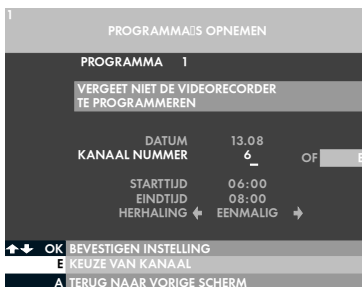 1
PROGRAMMA▯S OPNEMEN
PROGRAMMA 1
VERGEET NIET DE VIDEORECORDER
TE PROGRAMMEREN
DATUM 13.08
KANAAL NUMMER 6_ OF E
STARTTIJD 06:00
EINDTIJD 08:00
HERHALING ← EENMALIG →
↑↓ OK BEVESTIGEN INSTELLING
E KEUZE VAN KANAAL
A TERUG NAAR VORIGE SCHERM